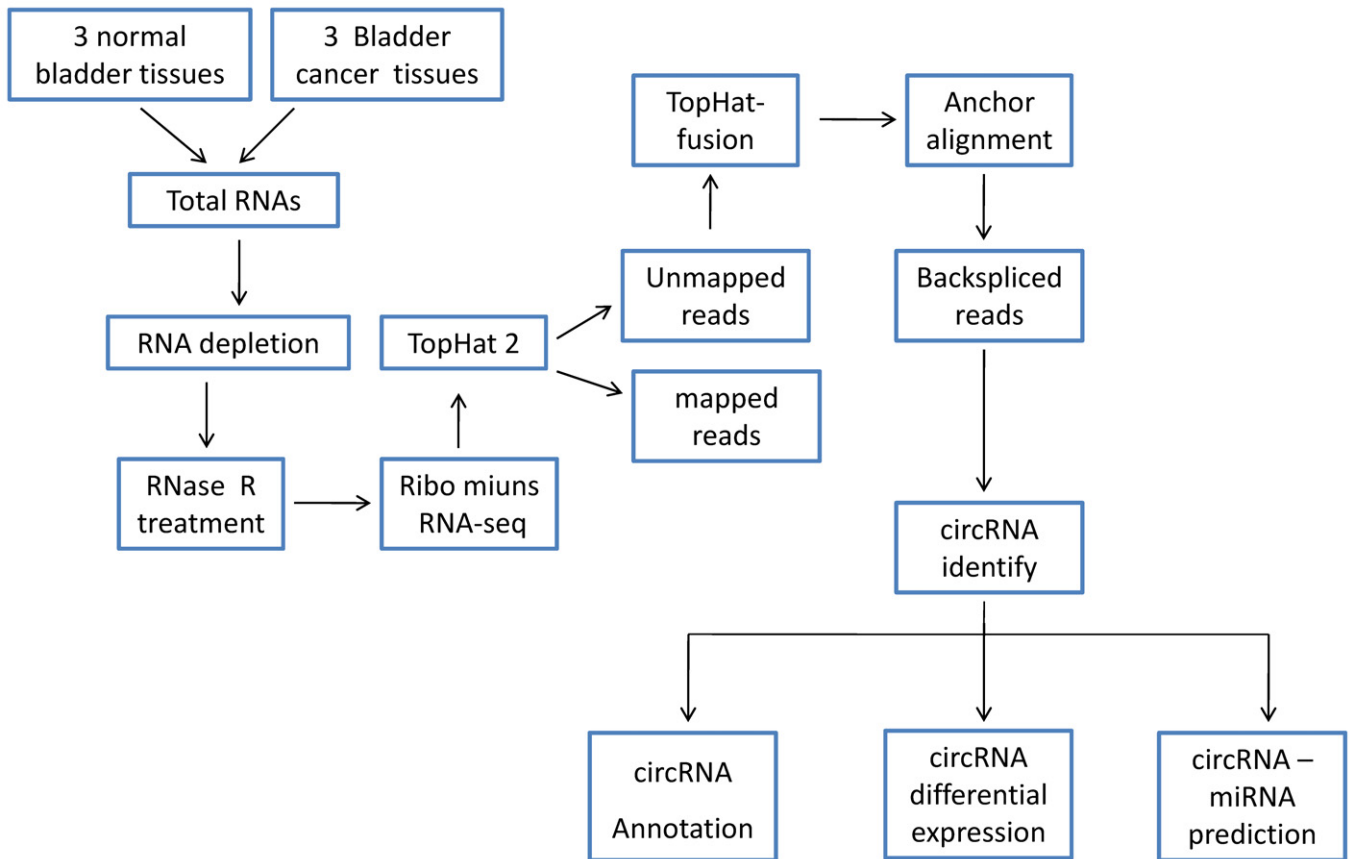 3 normal
bladder tissues
3 Bladder
cancer tissues
Total RNAs
RNA depletion
RNase R
treatment
Ribo miuns
RNA-seq
TopHat 2
Unmapped
reads
mapped
reads
TopHat-
fusion
Anchor
alignment
Backspliced
reads
circRNA
identify
circRNA
Annotation
circRNA
differential
expression
circRNA –
miRNA
prediction